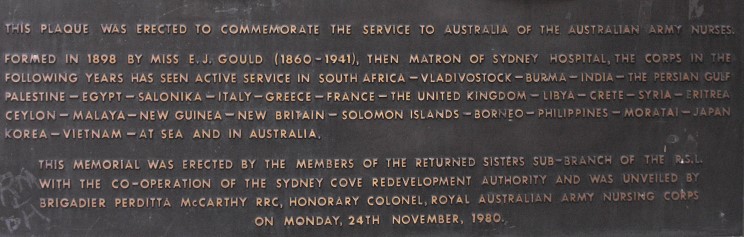 THIS PLAQUE WAS ERECTED TO COMMEMORATE THE SERVICE TO AUSTRALIA OF THE AUSTRALIAN ARMY NURSES.
FORMED IN 1898 BY MISS E.J. GOULD (1860-1941), THEN MATRON OF SYDNEY HOSPITAL, THE CORPS IN THE
FOLLOWING YEARS HAS SEEN ACTIVE SERVICE IN SOUTH AFRICA – VLADIVOSTOCK – BURMA – INDIA – THE PERSIAN GULF
PALESTINE – EGYPT – SALONIKA – ITALY – GREECE – FRANCE – THE UNITED KINGDOM – LIBYA – CRETE – SYRIA – ERITREA
CEYLON – MALAYA – NEW GUINEA – NEW BRITAIN – SOLOMON ISLANDS – BORNEO – PHILIPPINES – MORATAI – JAPAN
KOREA – VIETNAM – AT SEA AND IN AUSTRALIA.
THIS MEMORIAL WAS ERECTED BY THE MEMBERS OF THE RETURNED SISTERS SUB-BRANCH OF THE R.S.L.
WITH THE CO-OPERATION OF THE SYDNEY COVE REDEVELOPMENT AUTHORITY AND WAS UNVEILED BY
BRIGADIER PERDITTA McCARTHY RRC, HONORARY COLONEL, ROYAL AUSTRALIAN ARMY NURSING CORPS
ON MONDAY, 24TH NOVEMBER, 1980.